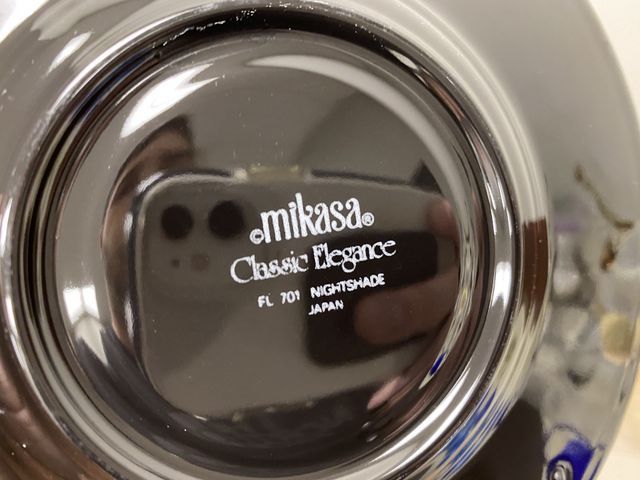 ©mikasa®
Classic Elegance
FL 701 NIGHTSHADE
JAPAN